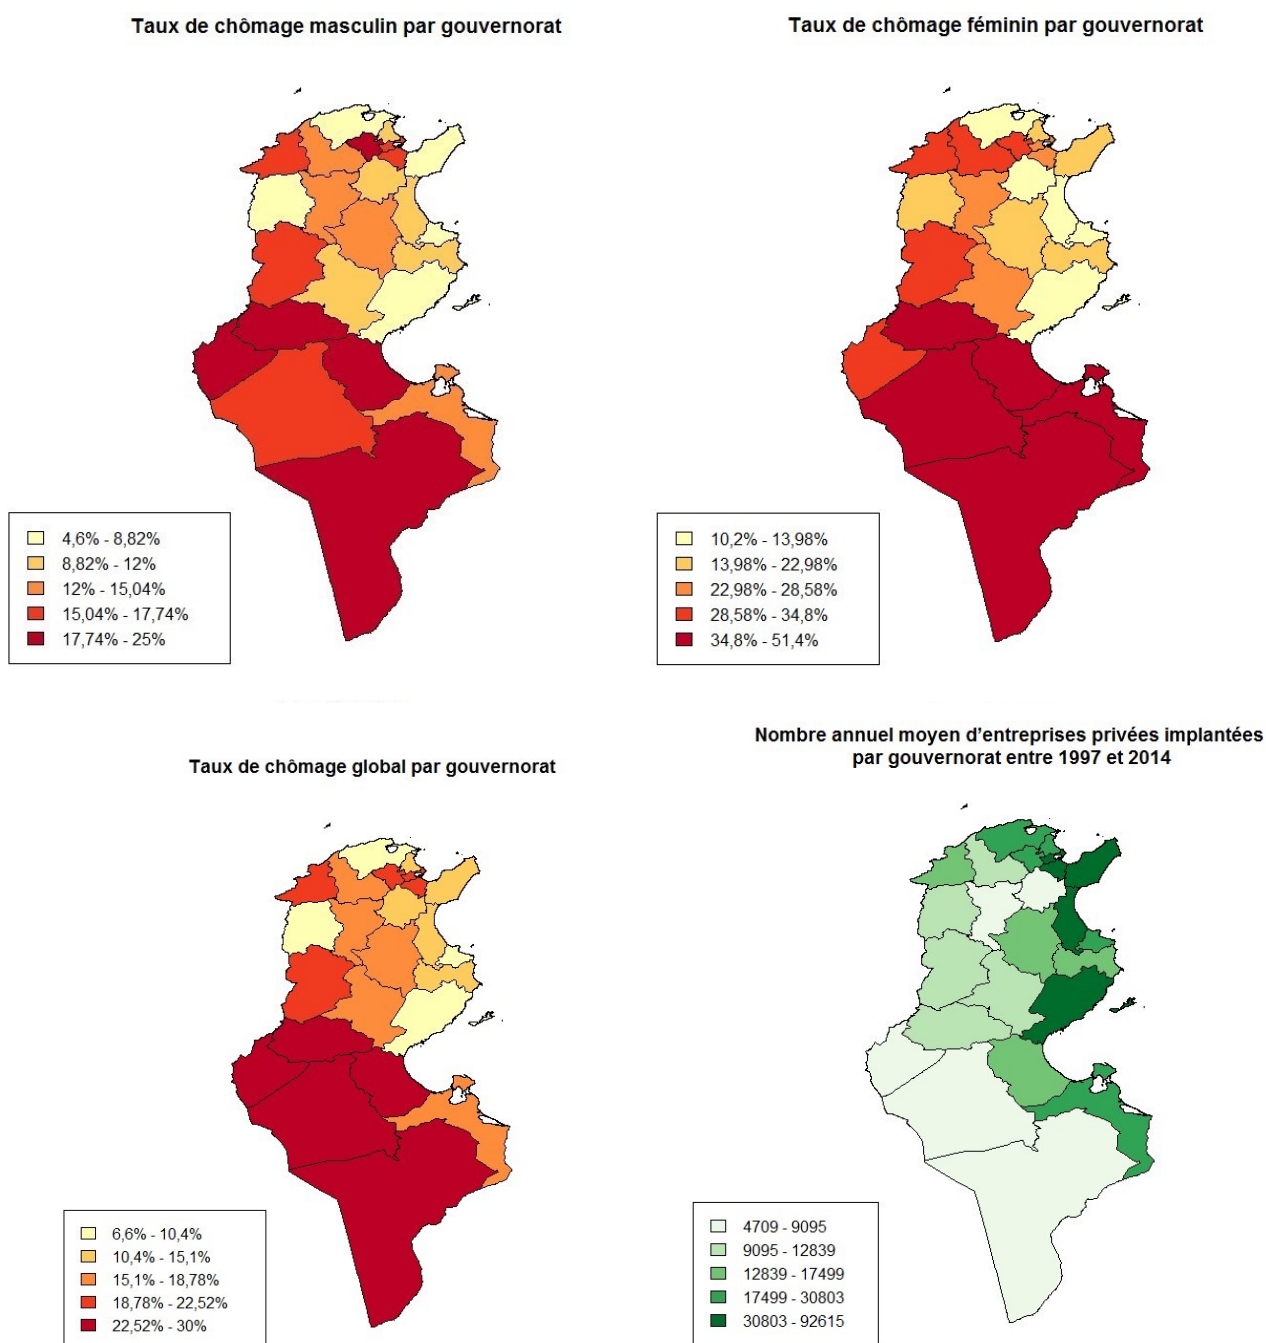 Taux de chômage masculin par gouvernorat
Taux de chômage féminin par gouvernorat
4,6% - 8,82%
8,82% - 12%
12% - 15,04%
15,04% - 17,74%
17,74% - 25%
10,2% - 13,98%
13,98% - 22,98%
22,98% - 28,58%
28,58% - 34,8%
34,8% - 51,4%
Taux de chômage global par gouvernorat
Nombre annuel moyen d’entreprises privées implantées
par gouvernorat entre 1997 et 2014
6,6% - 10,4%
10,4% - 15,1%
15,1% - 18,78%
18,78% - 22,52%
22,52% - 30%
4709 - 9095
9095 - 12839
12839 - 17499
17499 - 30803
30803 - 92615